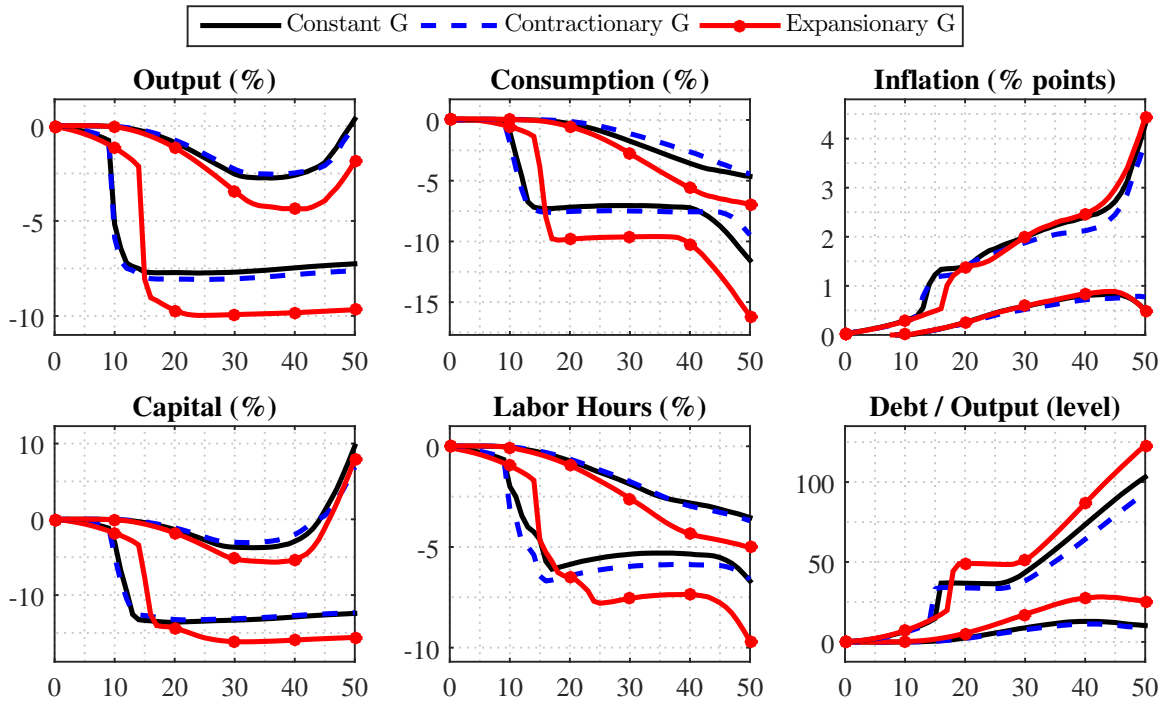 Constant G Contractionary G Expansionary G
Output (%) Consumption (%) Inflation (% points)
0 0 4
-5 -5 3
-10 2
-10 -15 1
0
0 10 20 30 40 50 0 10 20 30 40 50 0 10 20 30 40 50
Capital (%) Labor Hours (%) Debt / Output (level)
10 0 100
0 -5 50
-10 -10 0
0 10 20 30 40 50 0 10 20 30 40 50 0 10 20 30 40 50